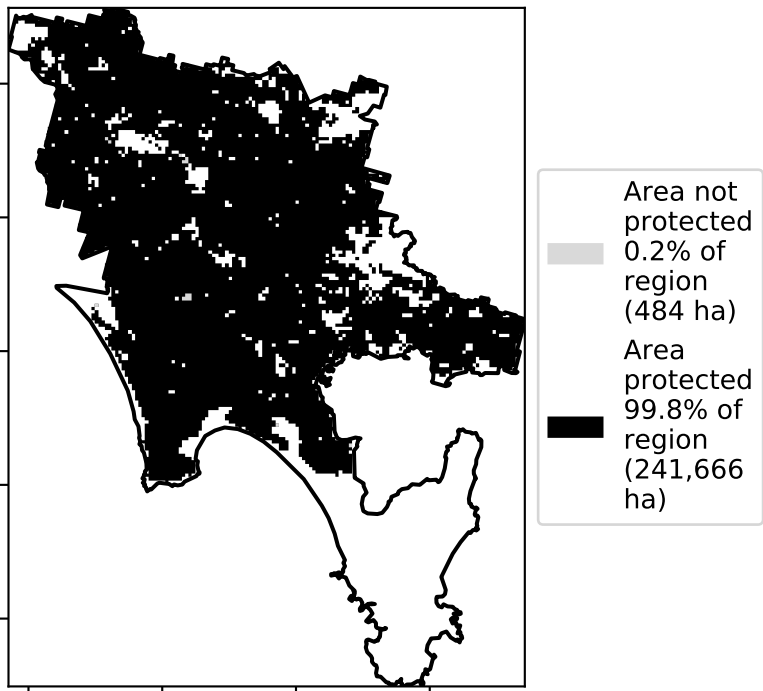 Area not
protected
0.2% of
region
(484 ha)
Area
protected
99.8% of
region
(241,666
ha)